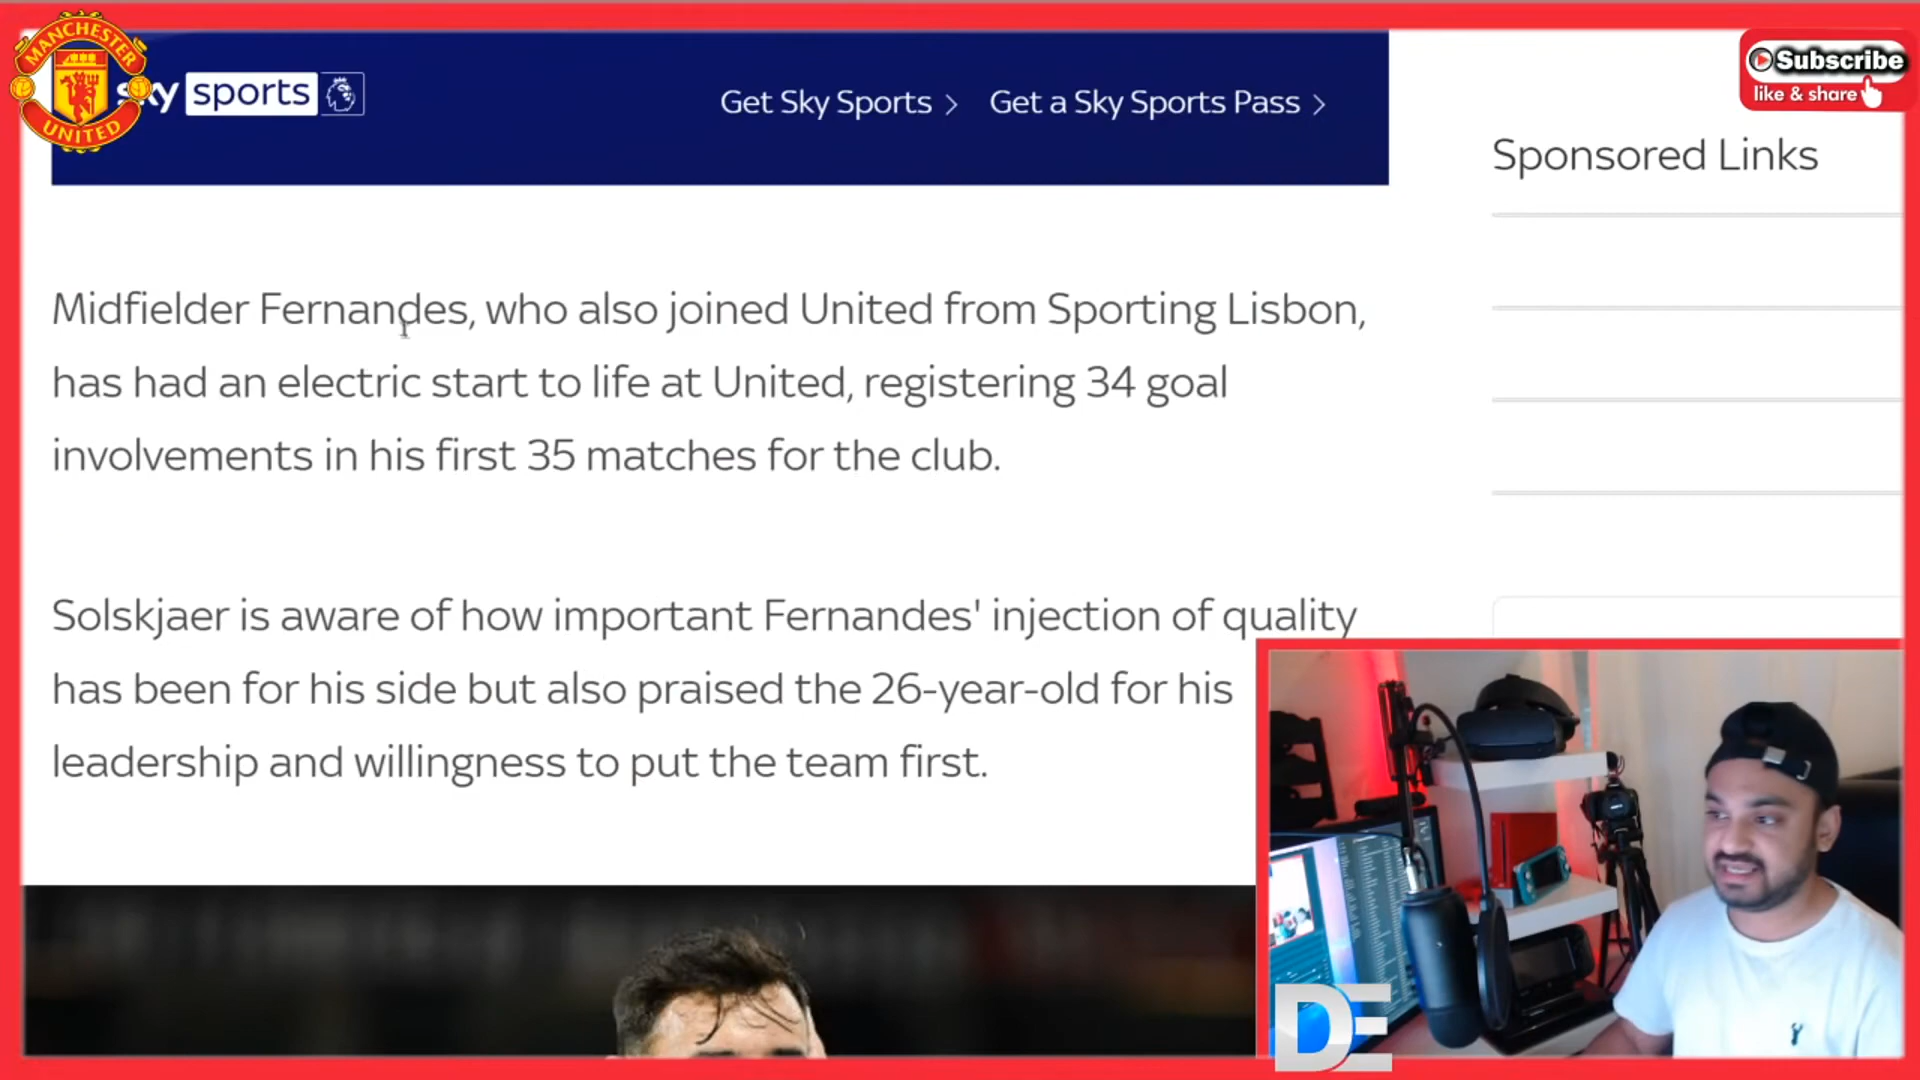 MANCHESTER
UNITED
sky sports
Get Sky Sports
Get a Sky Sports Pass
Subscribe
like & share
Sponsored Links
Midfielder Fernandes, who also joined United from Sporting Lisbon,
has had an electric start to life at United, registering 34 goal
involvements in his first 35 matches for the club.
Solskjaer is aware of how important Fernandes' injection of quality
has been for his side but also praised the 26-year-old for his
leadership and willingness to put the team first.
DE